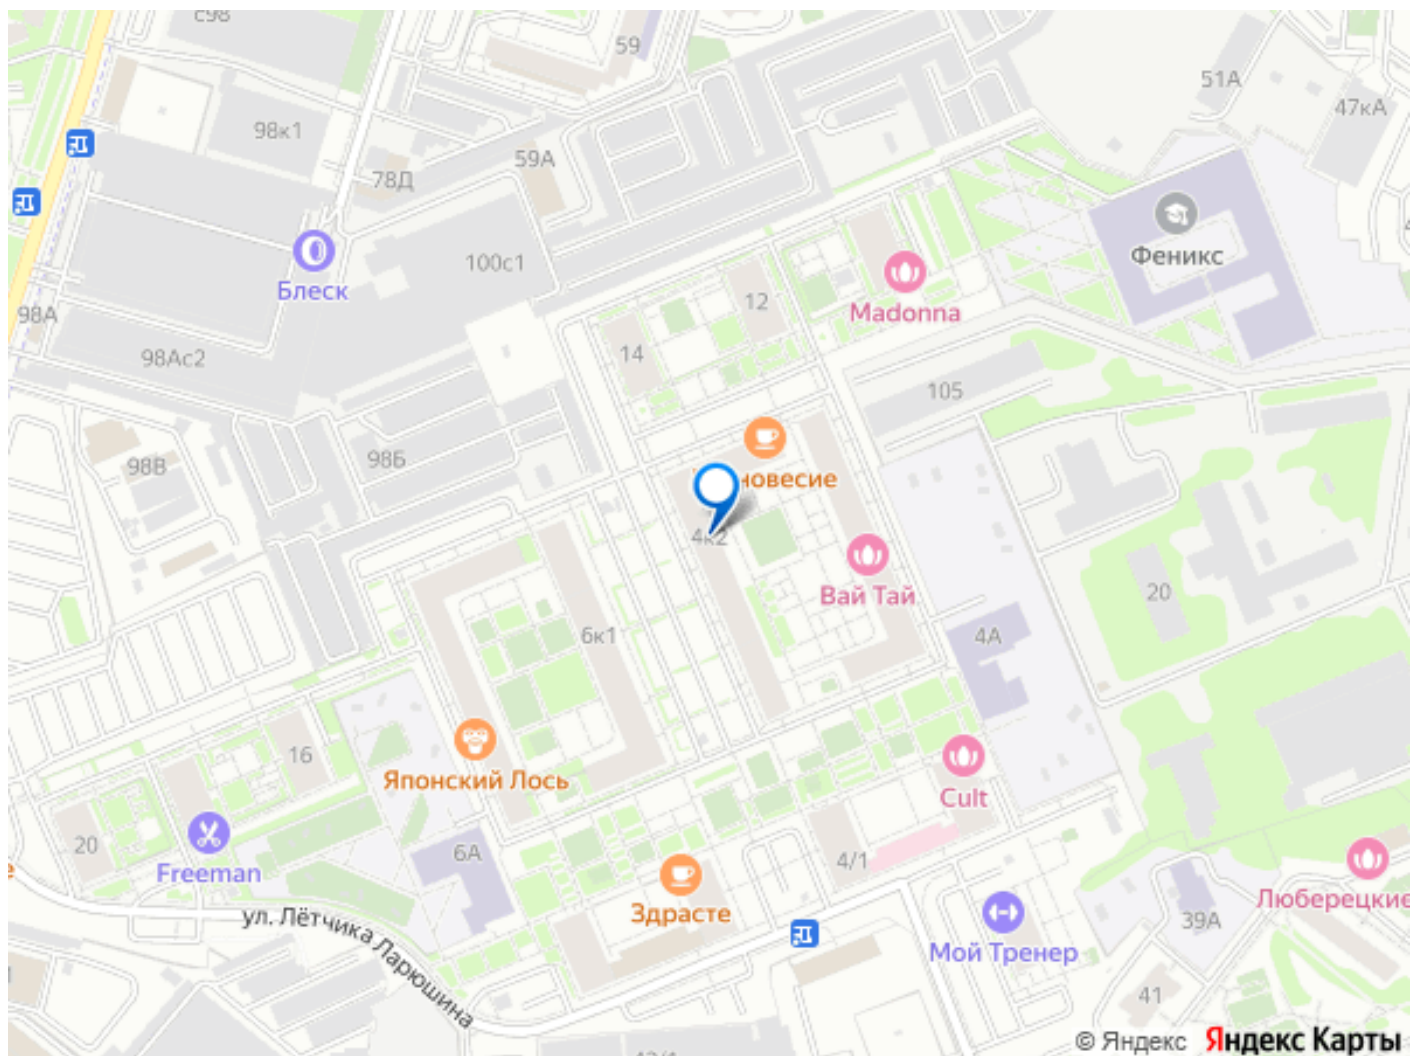 с98
59
51А
47кА
98к1
59А
78Д
Феникс
100с1
Блеск
12
Madonna
98А
14
98Ас2
105
98Б
98В
новесие
4к2
Вай Тай
20
6к1
4А
16
Японский Лось
Cult
20
6А
4/1
Freeman
Здрасте
Люберецкие
ул. Лётчика Ларюшина
39А
Мой Тренер
41
© Яндекс Яндекс Карты